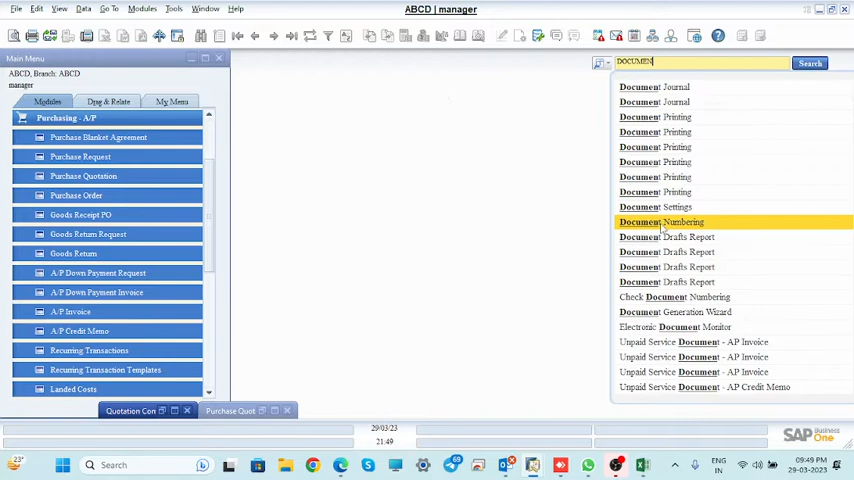 File Edit View Data Go To Modules Tools Window Help
ABCD | manager
Main Menu
ABCD, Branch: ABCD
manager
Modules Drag & Relate My Menu
Purchasing - A/P
Purchase Blanket Agreement
Purchase Request
Purchase Quotation
Purchase Order
Goods Receipt PO
Goods Return Request
Goods Return
A/P Down Payment Request
A/P Down Payment Invoice
A/P Invoice
A/P Credit Memo
Recurring Transactions
Recurring Transaction Templates
Landed Costs
DOCUMEN
Search
Document Journal
Document Journal
Document Printing
Document Printing
Document Printing
Document Printing
Document Printing
Document Printing
Document Settings
Document Numbering
Document Drafts Report
Document Drafts Report
Document Drafts Report
Document Drafts Report
Check Document Numbering
Document Generation Wizard
Electronic Document Monitor
Unpaid Service Document - AP Invoice
Unpaid Service Document - AP Invoice
Unpaid Service Document - AP Invoice
Unpaid Service Document - AP Credit Memo
Quotation Con Purchase Quot
29/03/23
21:49
SAP Business One
23°
Search
69
ENG
IN
09:49 PM
29-03-2023